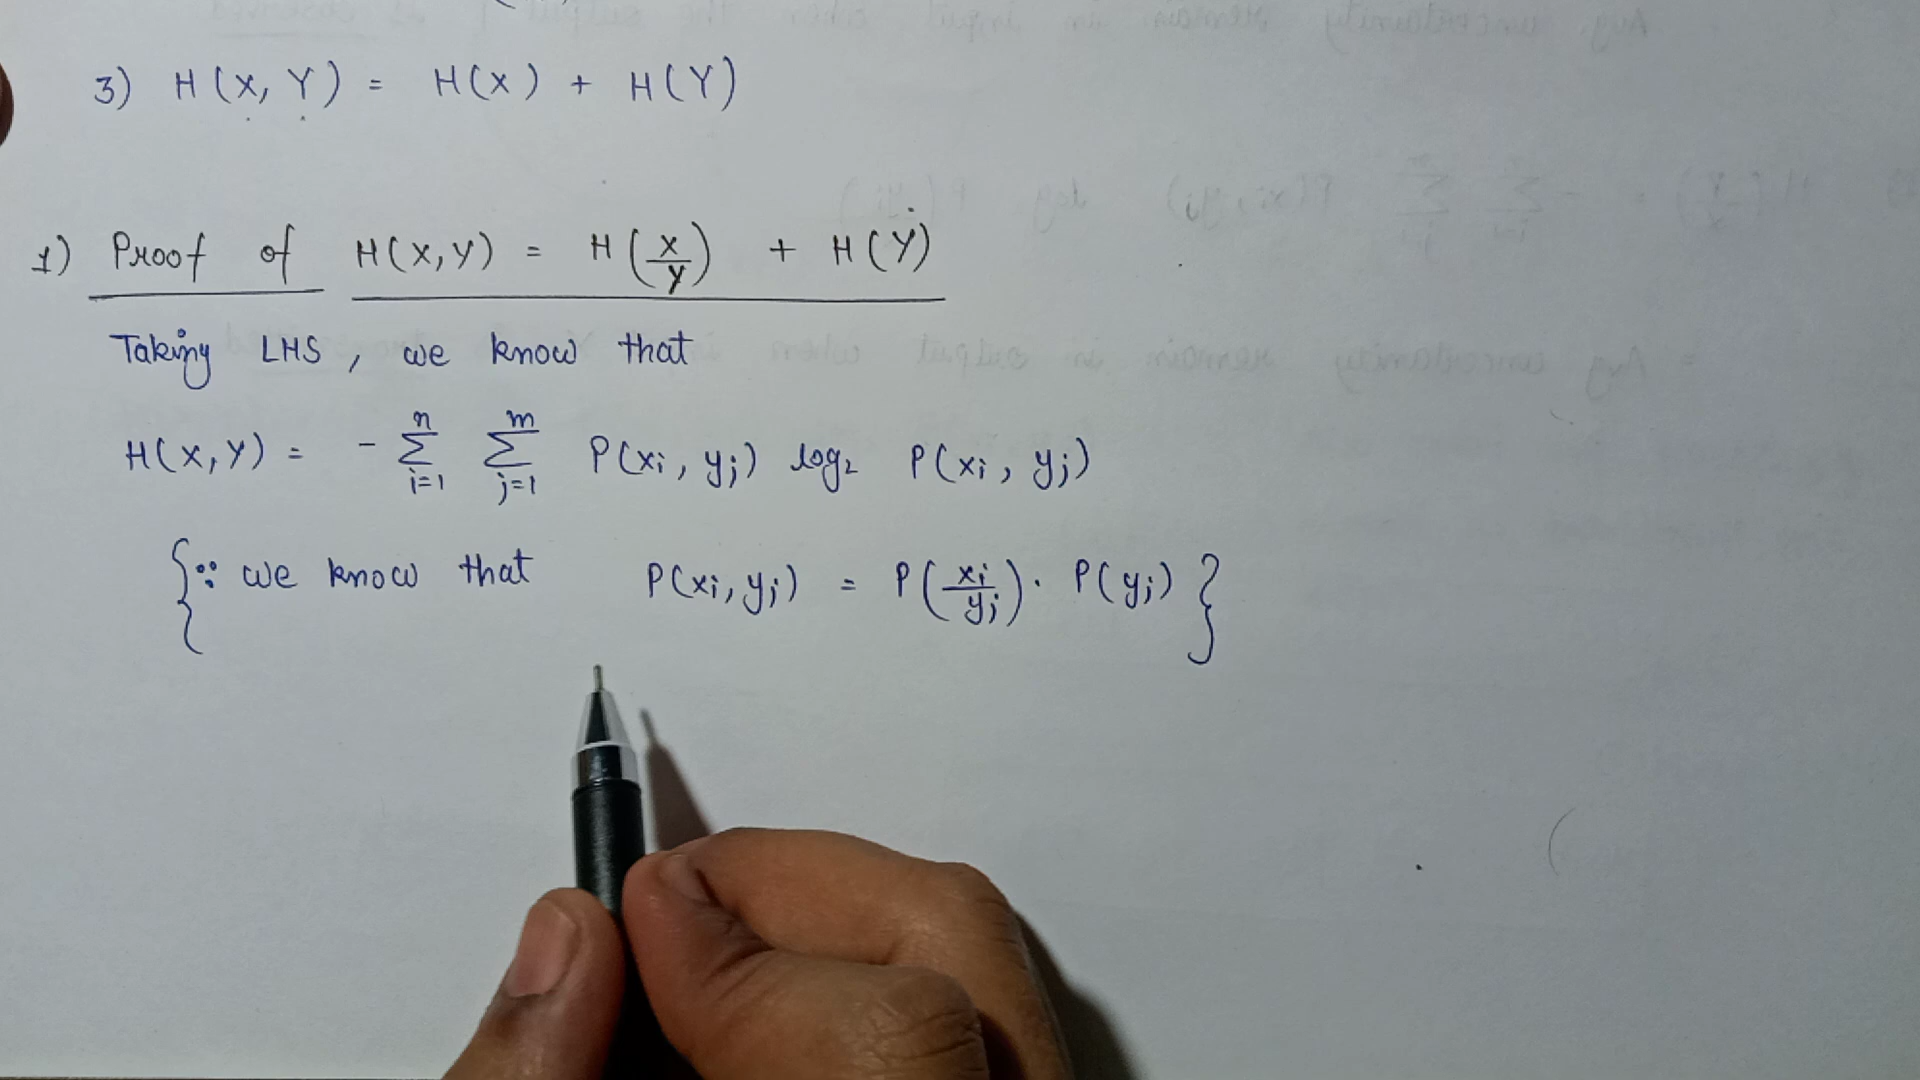 3) H(X, Y) = H(X) + H(Y)
1) Proof of H(X,Y) = H(X/Y) + H(Y)
Taking LHS, we know that
H(X,Y) = - Σ_{i=1}^{n} Σ_{j=1}^{m} P(xi, yj) log₂ P(xi, yj)
{∵ we know that P(xi, yj) = P(xi/yj) · P(yj)}